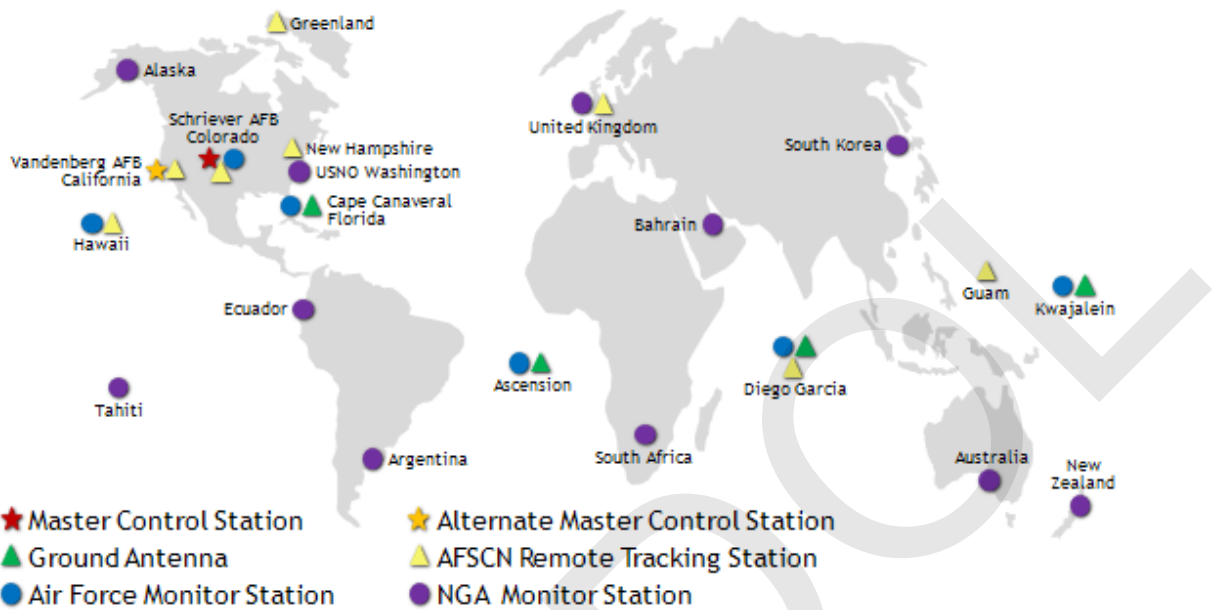 Greenland
Alaska
Schriever AFB
Colorado
United Kingdom
New Hampshire
South Korea
Vandenberg AFB
California
USNO Washington
Cape Canaveral
Florida
Hawaii
Bahrain
Guam
Kwajalein
Ecuador
Ascension
Diego Garcia
Tahiti
Argentina
South Africa
Australia
New
Zealand
Master Control Station
Alternate Master Control Station
Ground Antenna
AFSCN Remote Tracking Station
Air Force Monitor Station
NGA Monitor Station